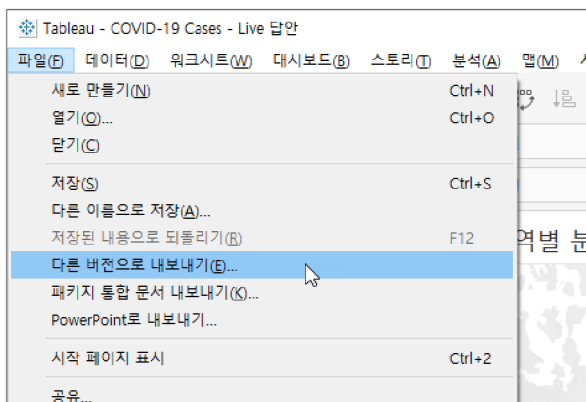 Tableau - COVID-19 Cases - Live 답안
파일(F) 데이터(D) 워크시트(W) 대시보드(B) 스토리(T) 분석(A) 맵(M)
새로 만들기(N) Ctrl+N
열기(O)... Ctrl+O
닫기(C)
저장(S) Ctrl+S
다른 이름으로 저장(A)...
저장된 내용으로 되돌리기(R) F12
역별 분
다른 버전으로 내보내기(E)...
패키지 통합 문서 내보내기(K)...
PowerPoint로 내보내기...
시작 페이지 표시 Ctrl+2
공유...